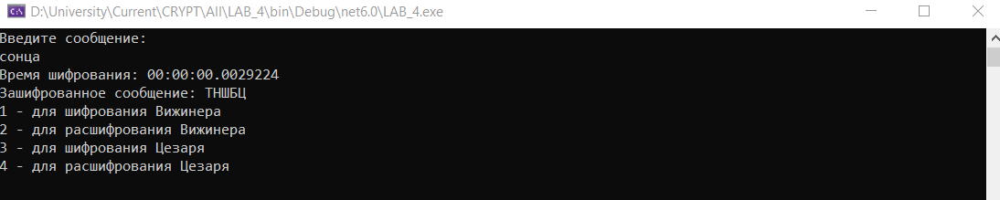 D:\University\Current\CRYPT\All\LAB_4\bin\Debug\net6.0\LAB_4.exe
Введите сообщение:
сонца
Время шифрования: 00:00:00.0029224
Зашифрованное сообщение: ТНШБЦ
1 - для шифрования Вижинера
2 - для расшифрования Вижинера
3 - для шифрования Цезаря
4 - для расшифрования Цезаря